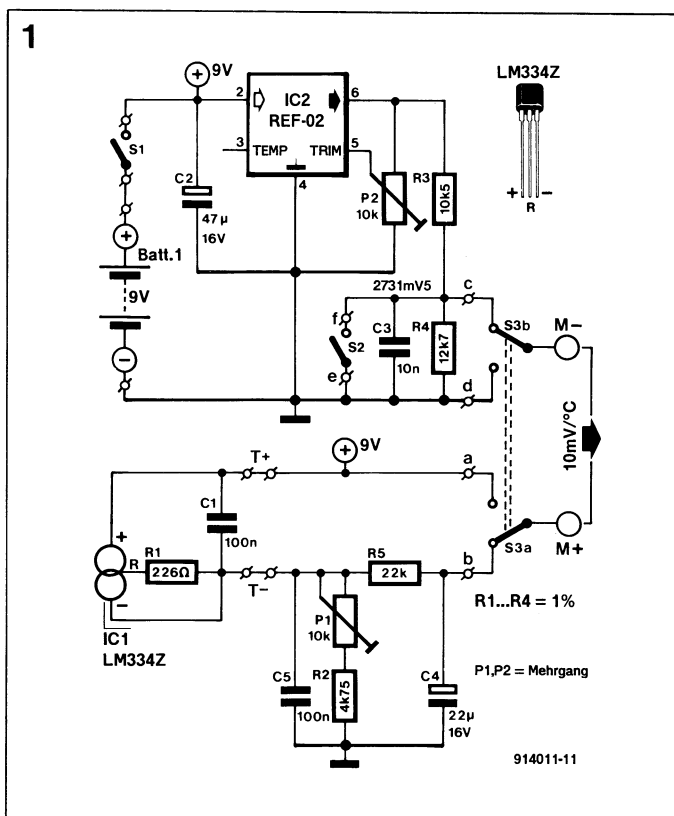 1
9V
LM334Z
2
IC2
REF-02
6
3
TEMP
TRIM
5
4
S1
C2
47µ
16V
P2
10k
R3
10k5
+
R
−
+
Batt.1
9V
−
2731mV5
c
f
S2
e
C3
10n
R4
12k7
S3b
M−
d
10mV/°C
9V
T+
a
C1
100n
+
R
R1
226Ω
−
IC1
LM334Z
T−
R5
22k
b
S3a
M+
R1...R4 = 1%
P1
10k
R2
4k75
C5
100n
C4
22µ
16V
P1,P2 = Mehrgang
914011-11